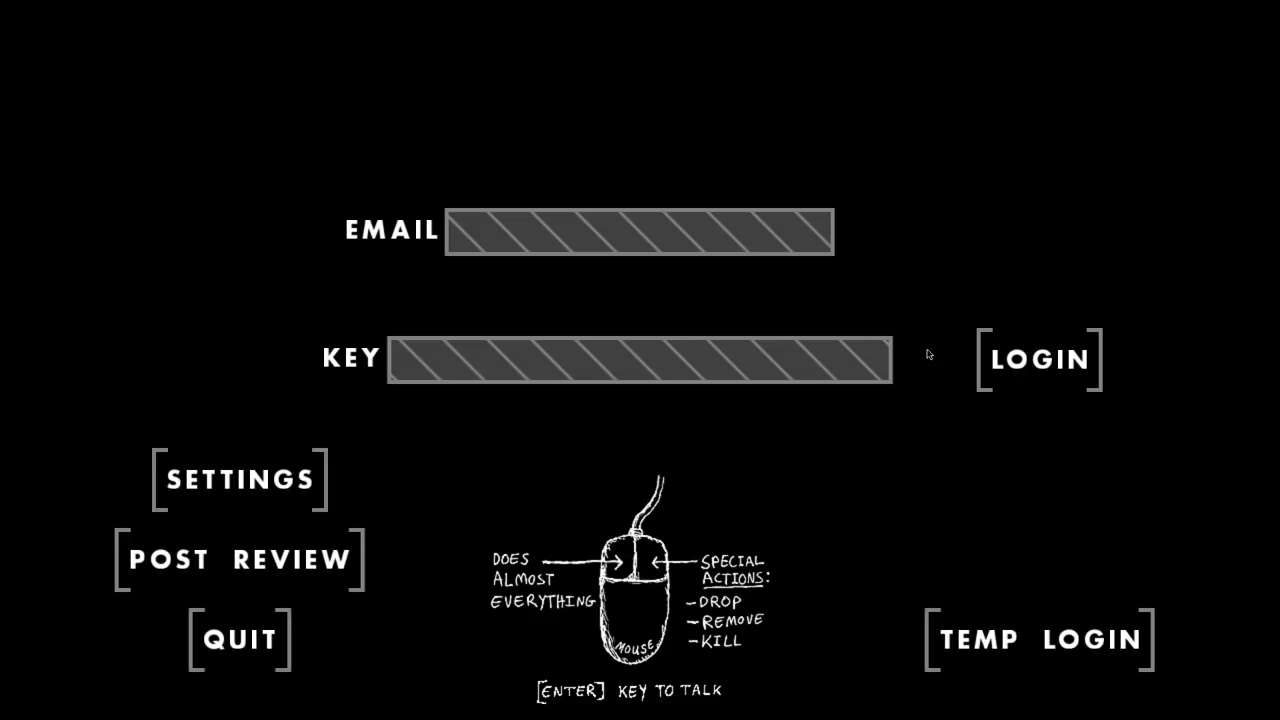 EMAIL
KEY
[LOGIN]
[SETTINGS]
[POST REVIEW]
[QUIT]
DOES
ALMOST
EVERYTHING
SPECIAL
ACTIONS:
-DROP
-REMOVE
-KILL
MOUSE
[ENTER] KEY TO TALK
[TEMP LOGIN]